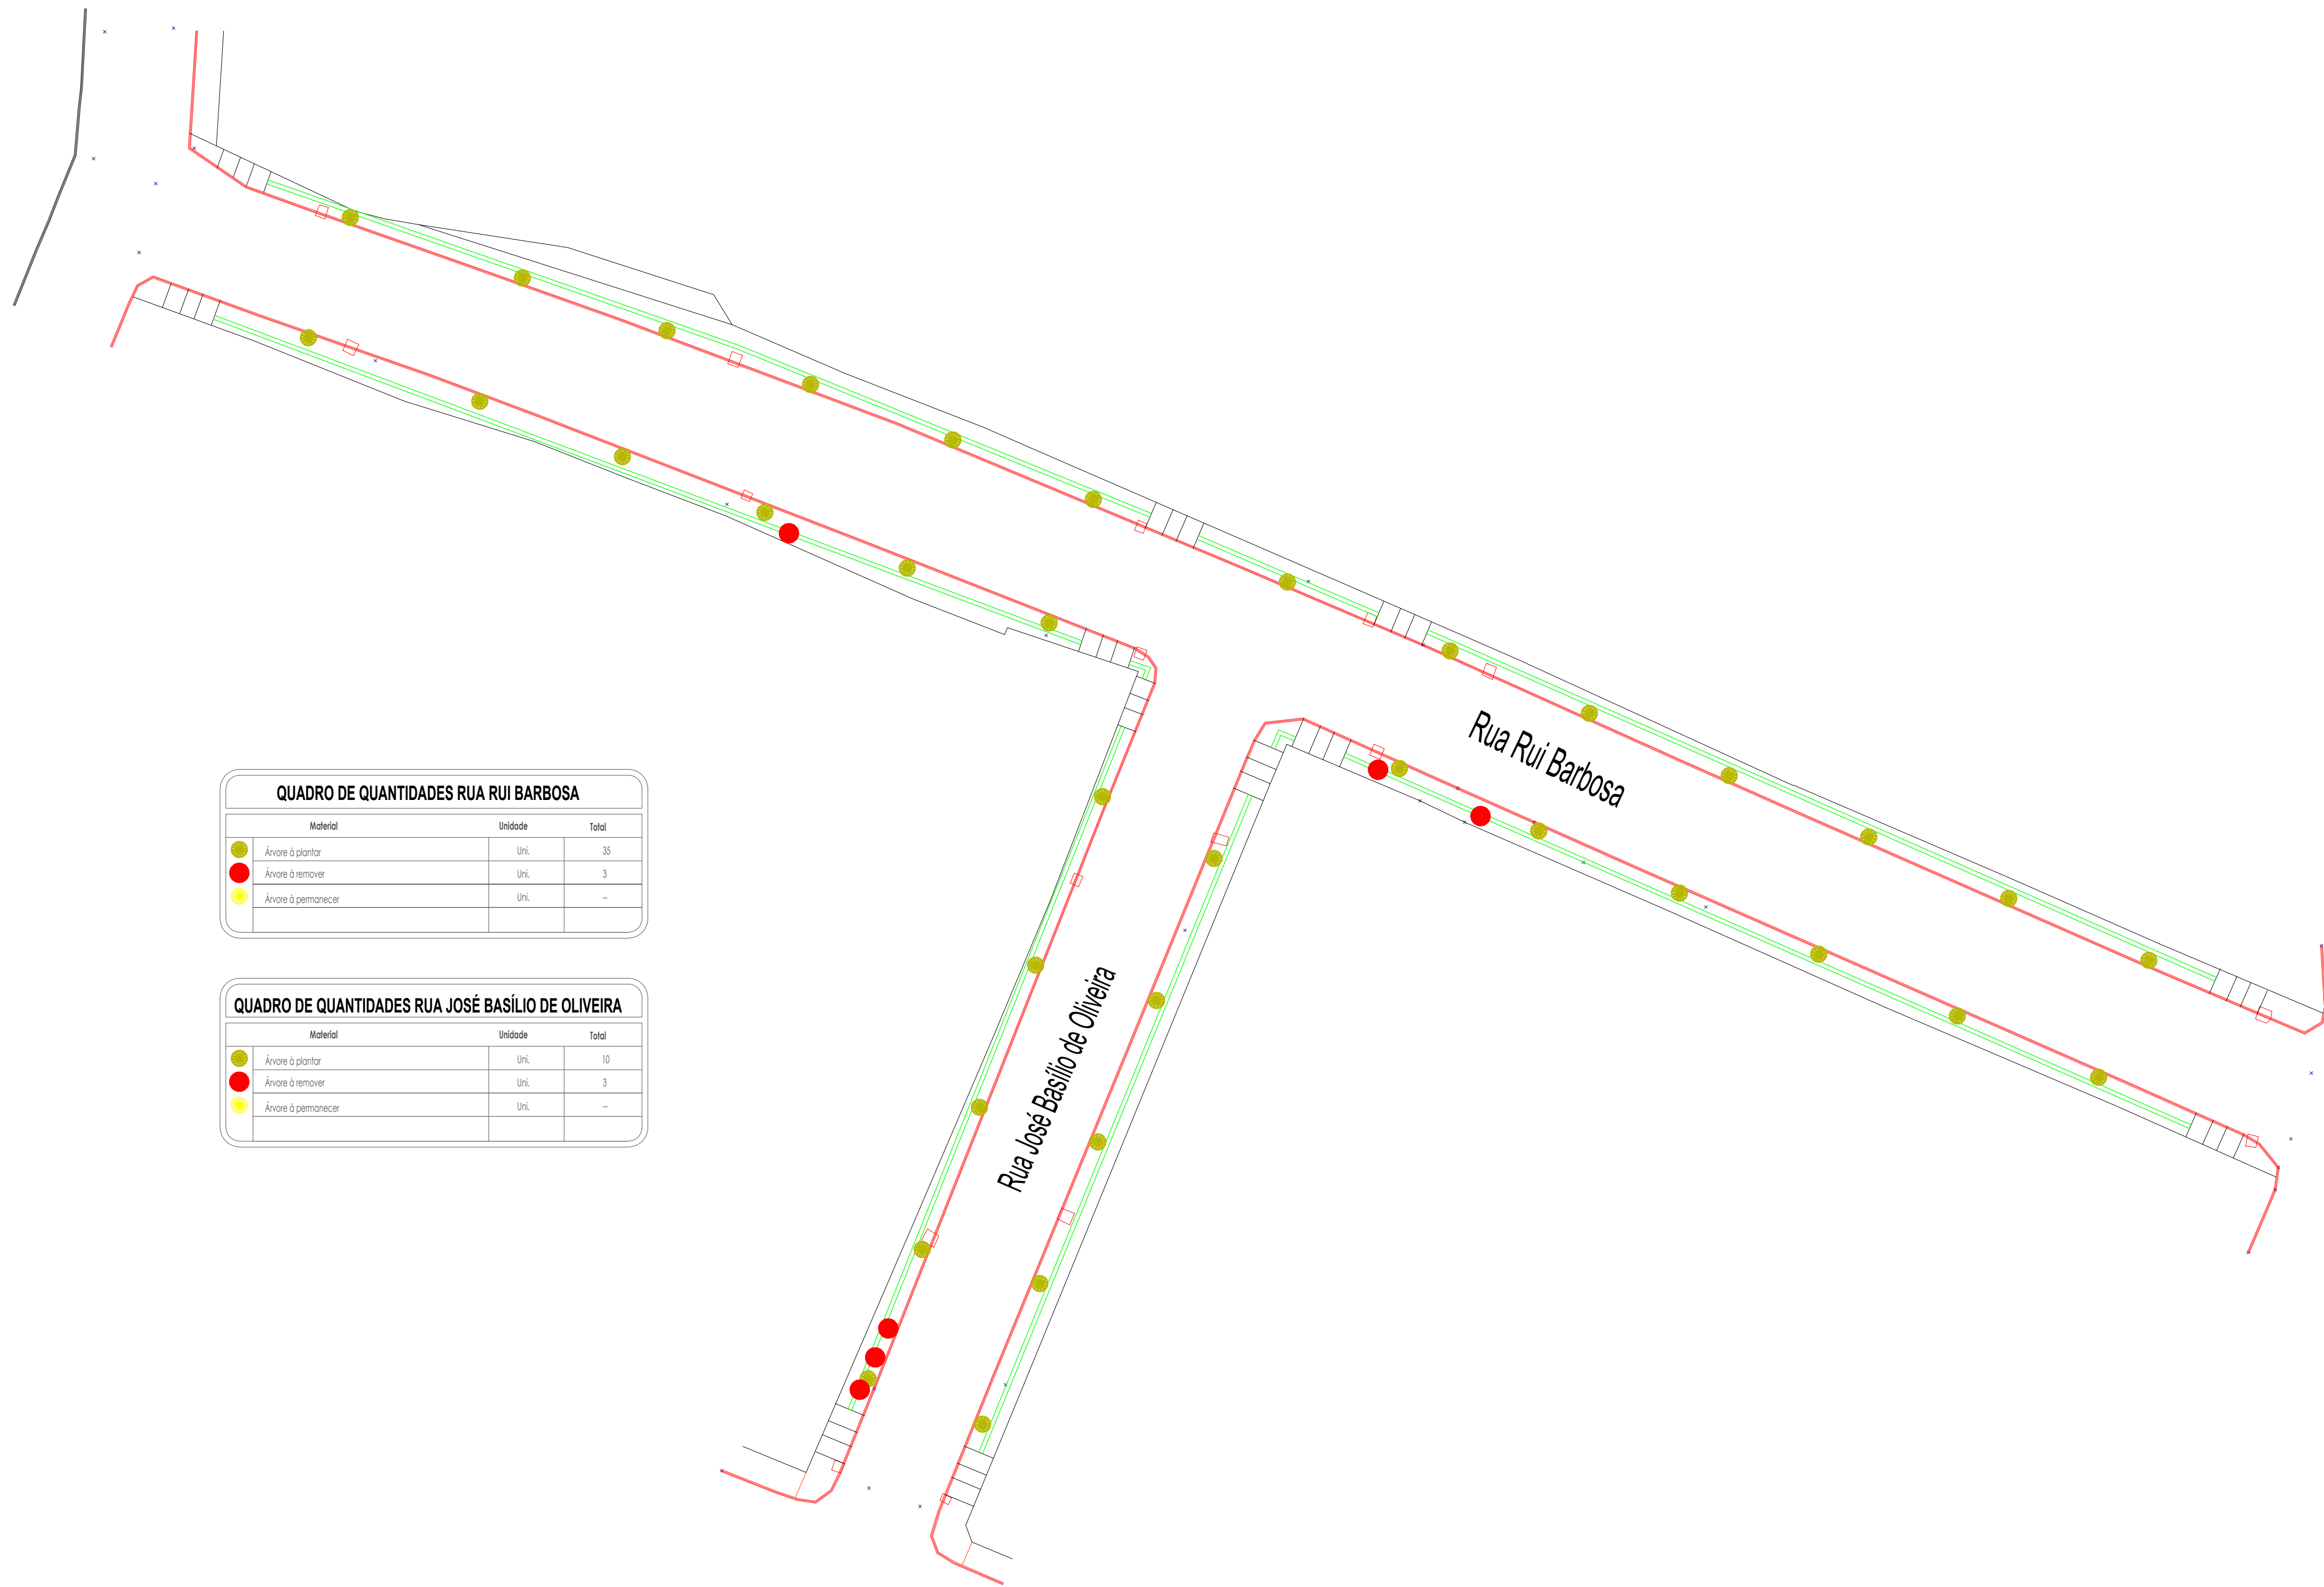 Rua Rui Barbosa
QUADRO DE QUANTIDADES RUA RUI BARBOSA
Material Unidade Total
Árvore à plantar Uni. 35
Árvore à remover Uni. 3
Árvore à permanecer Uni. --
Rua José Basílio de Oliveira
QUADRO DE QUANTIDADES RUA JOSÉ BASÍLIO DE OLIVEIRA
Material Unidade Total
Árvore à plantar Uni. 10
Árvore à remover Uni. 3
Árvore à permanecer Uni. --